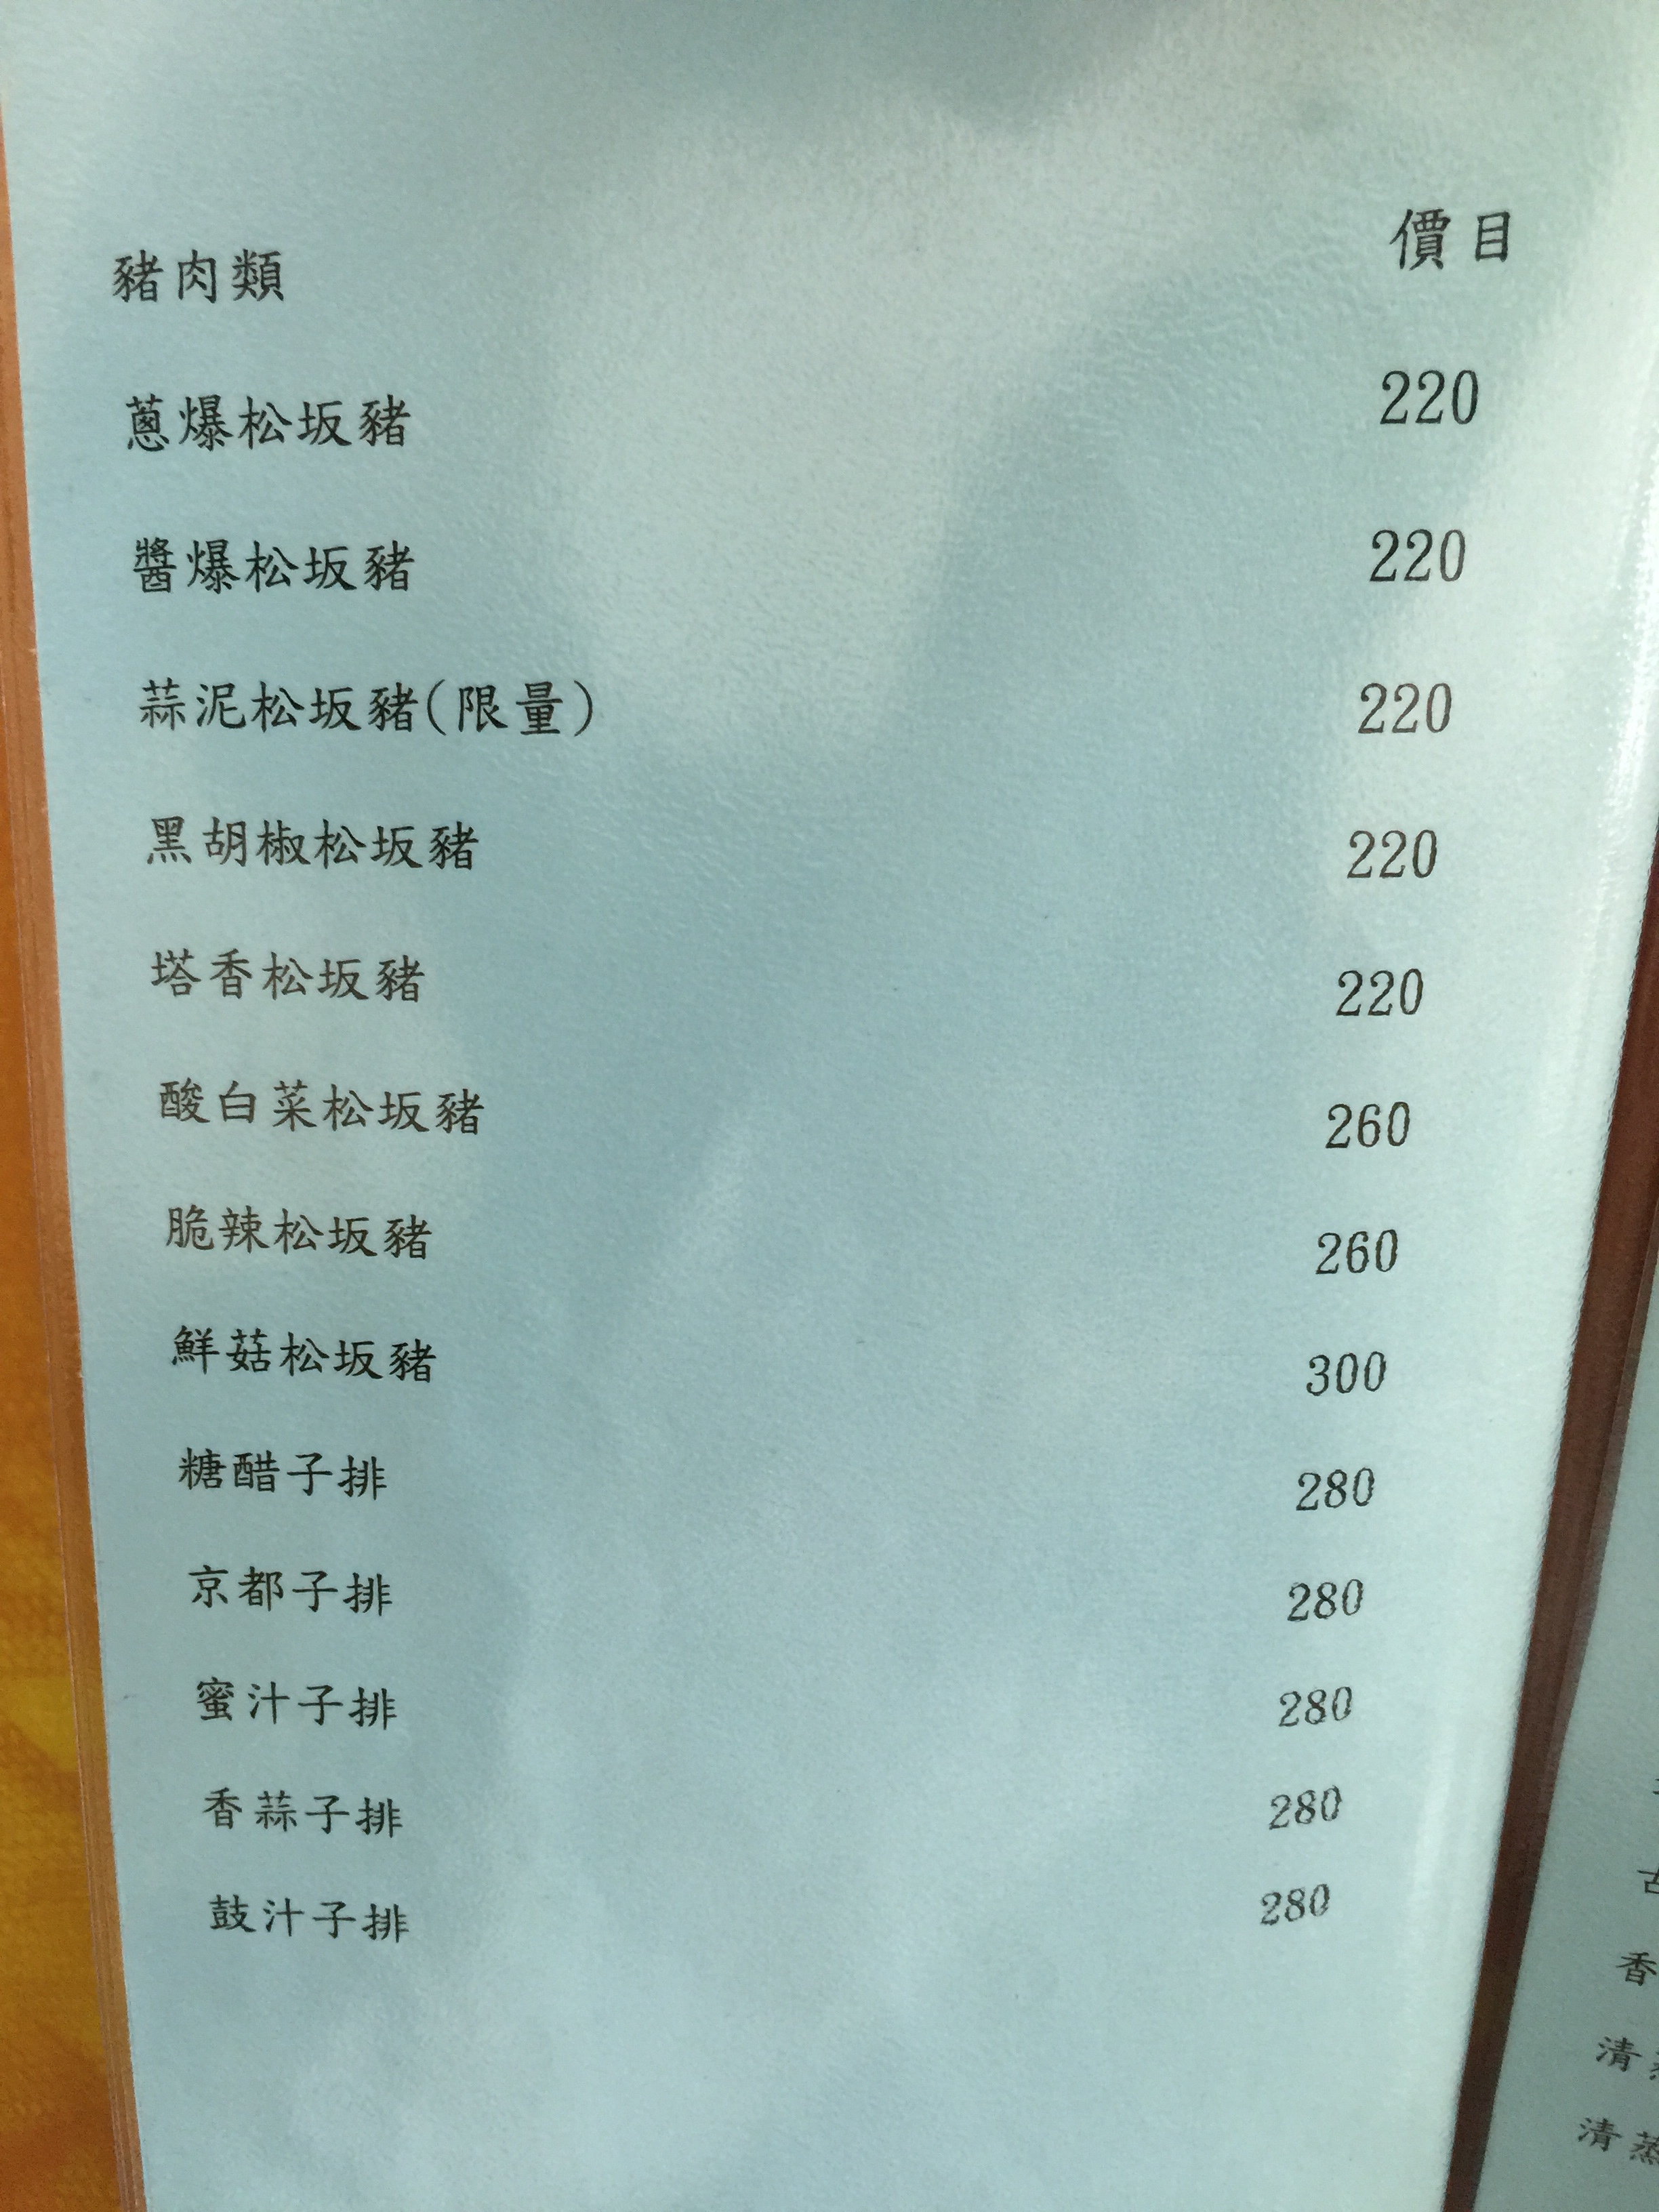 豬肉類 價目
蔥爆松坂豬 220
醬爆松坂豬 220
蒜泥松坂豬(限量) 220
黑胡椒松坂豬 220
塔香松坂豬 220
酸白菜松坂豬 260
脆辣松坂豬 260
鮮菇松坂豬 300
糖醋子排 280
京都子排 280
蜜汁子排 280
香蒜子排 280
鼓汁子排 280
香
清
清蒸